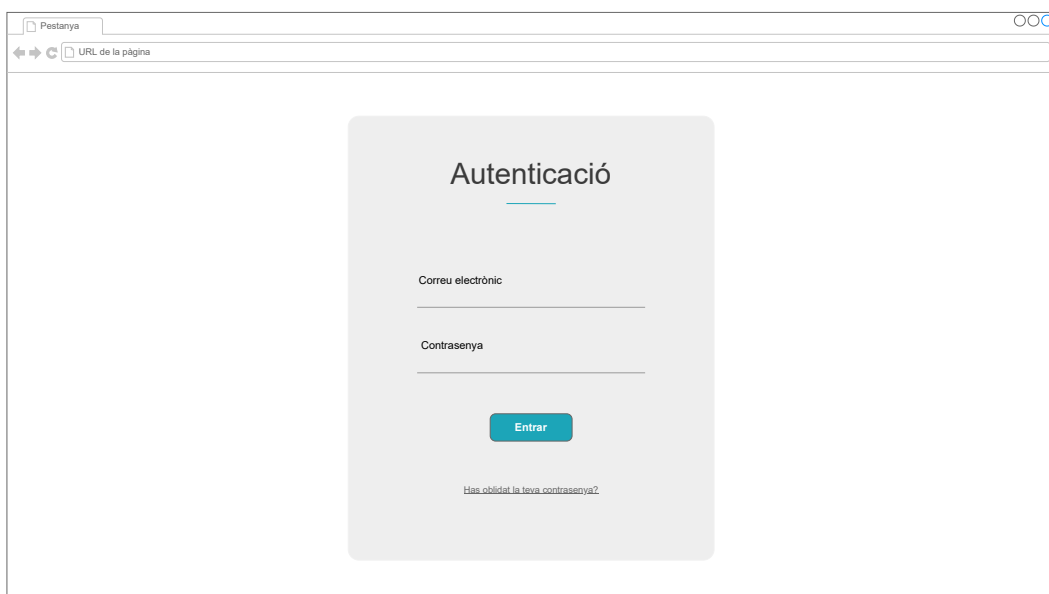 Pestanya
URL de la pàgina
Autenticació
Correu electrònic
Contrasenya
Entrar
Has oblidat la teva contrasenya?